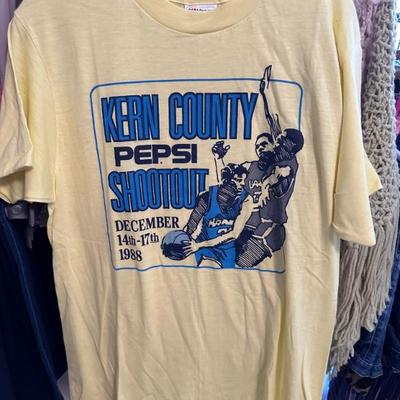 KERN COUNTY
PEPSI
SHOOTOUT
DECEMBER
14th-17th
1988